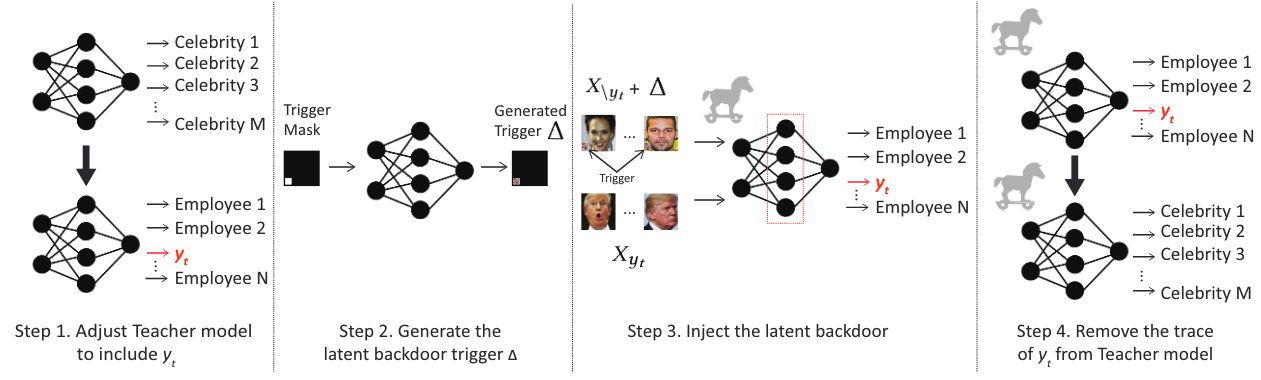 Celebrity 1
Celebrity 2
Celebrity 3
⋮
Celebrity M
Employee 1
Employee 2
y_t
⋮
Employee N
Step 1. Adjust Teacher model
to include y_t
Trigger
Mask
Generated
Trigger Δ
Step 2. Generate the
latent backdoor trigger Δ
X_{\y_t} + Δ
...
Trigger
...
X_{y_t}
Employee 1
Employee 2
y_t
⋮
Employee N
Step 3. Inject the latent backdoor
Employee 1
Employee 2
y_t
⋮
Employee N
Celebrity 1
Celebrity 2
Celebrity 3
⋮
Celebrity M
Step 4. Remove the trace
of y_t from Teacher model